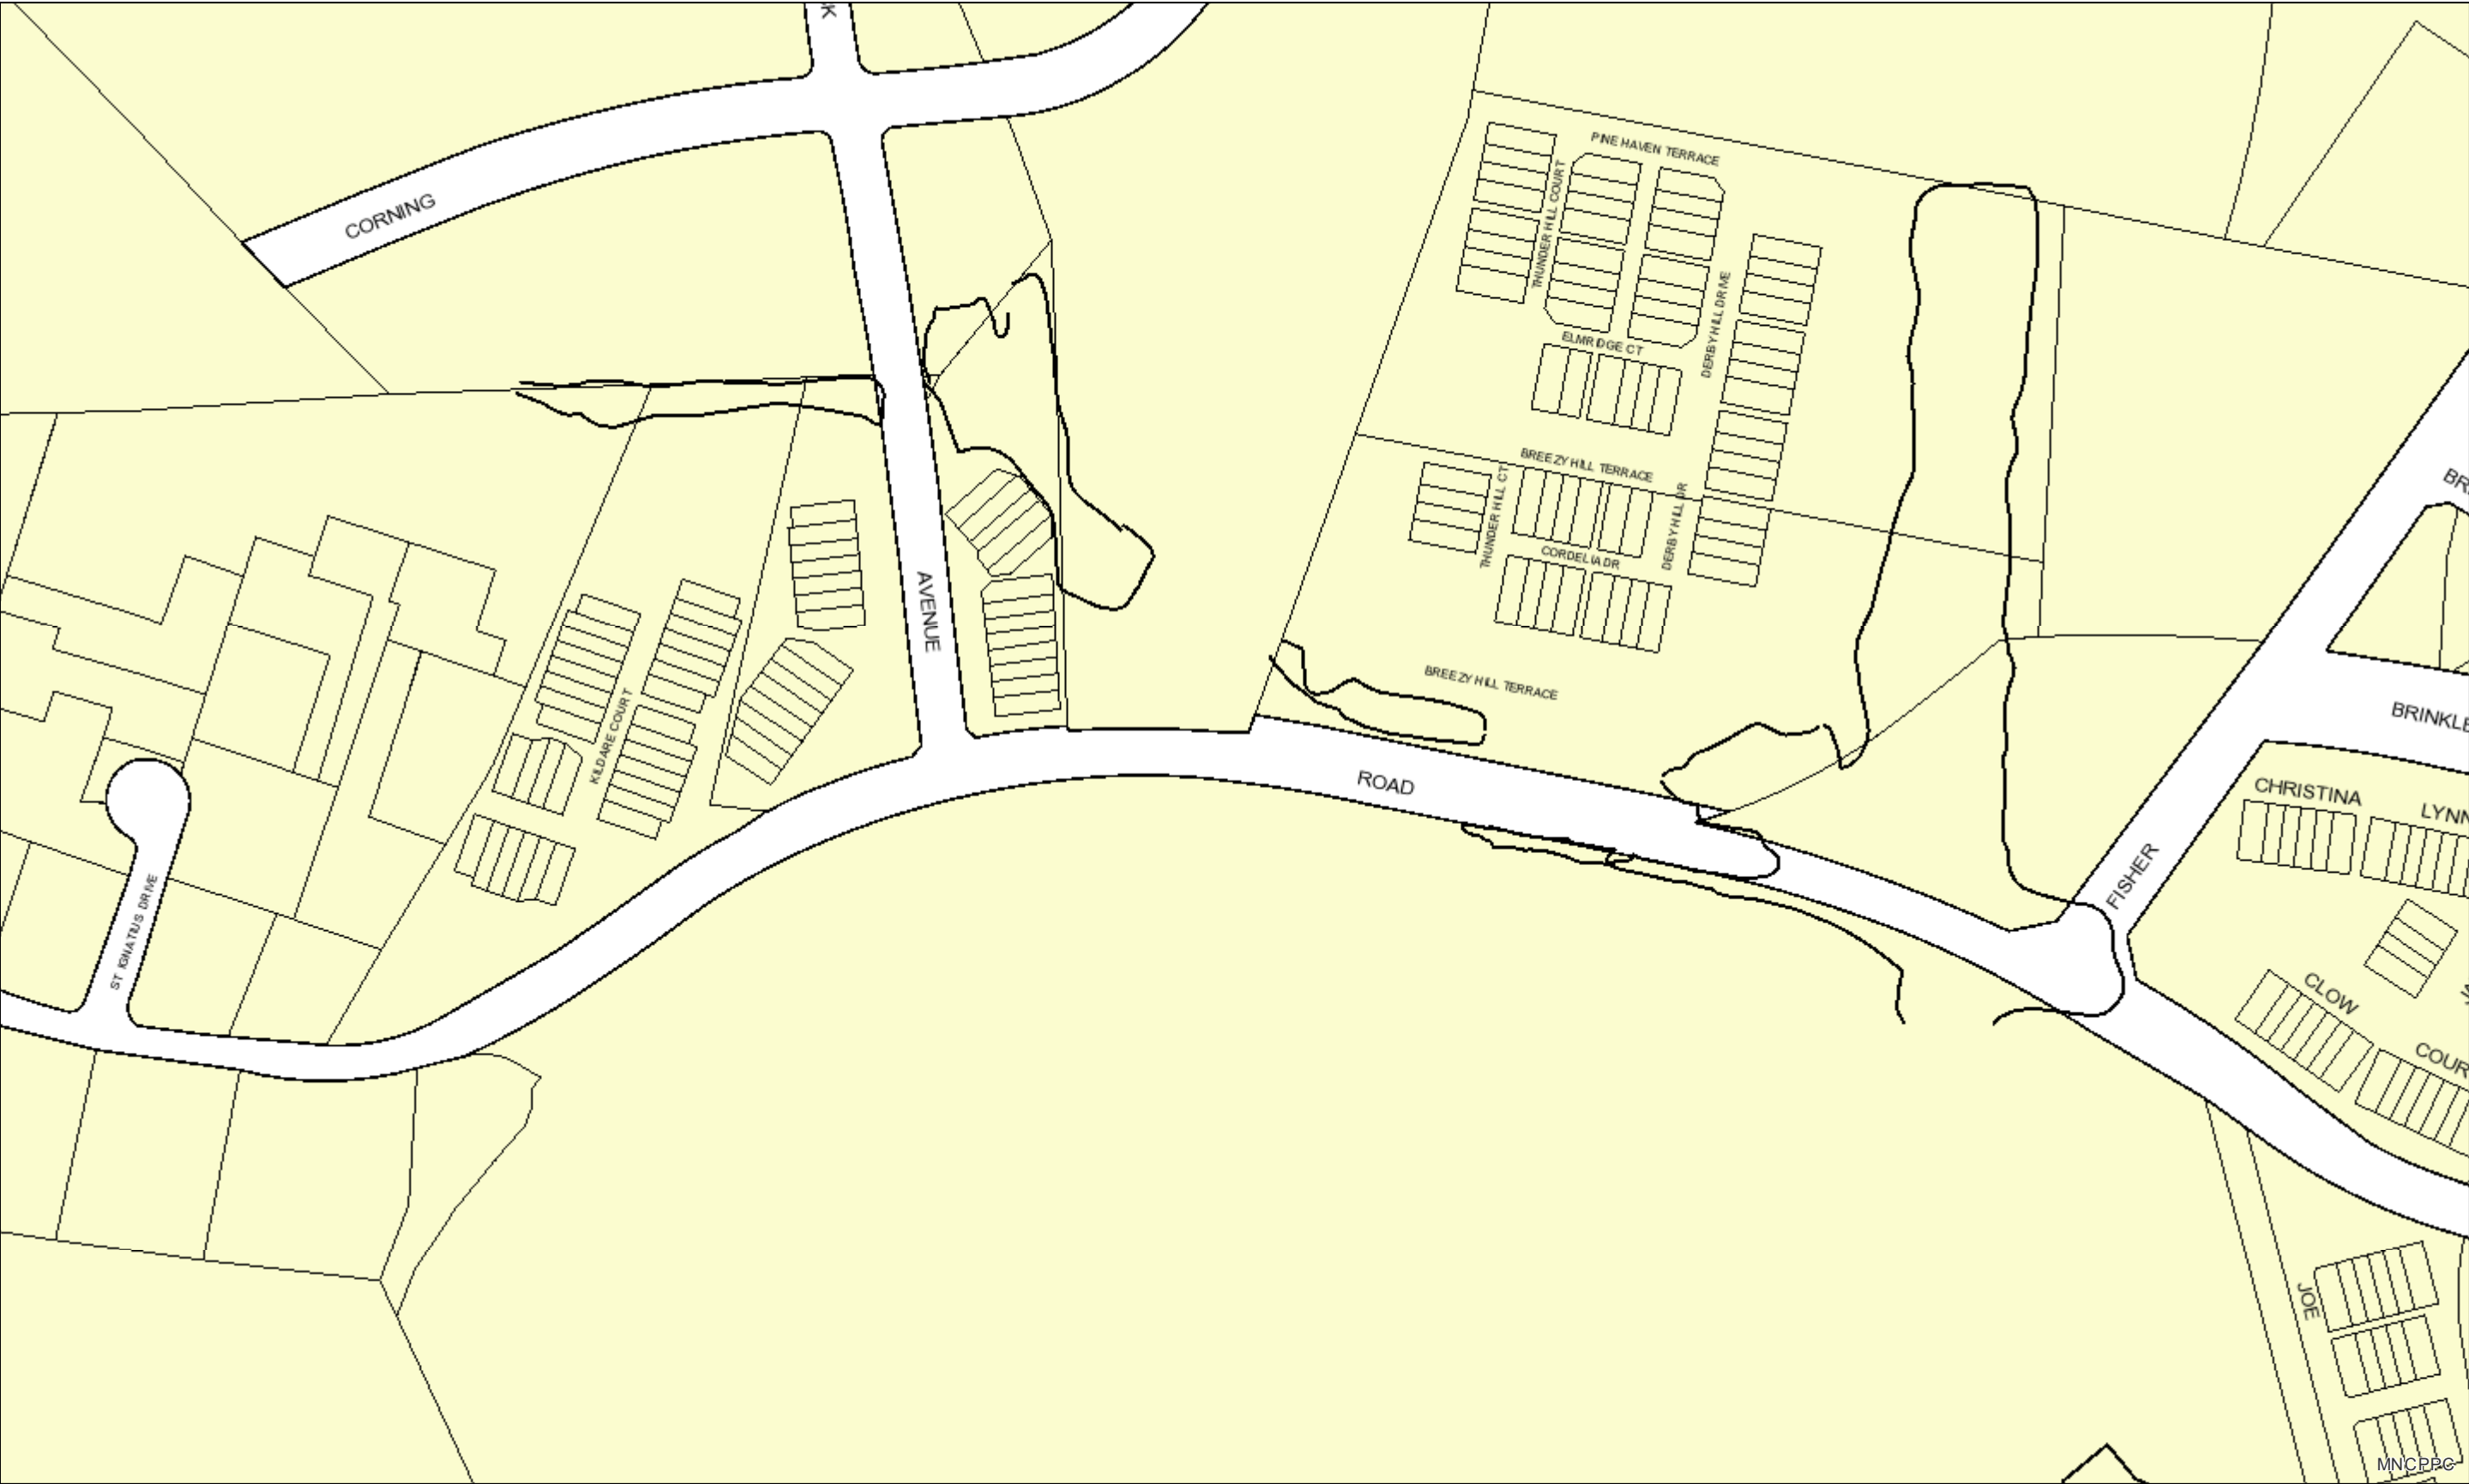 K
CORNING
PINE HAVEN TERRACE
THUNDER HILL COURT
DERBY HILL DRIVE
ELMRIDGE CT
BREEZY HILL TERRACE
THUNDER HILL CT
DERBY HILL DR
CORDELIA DR
AVENUE
BREEZY HILL TERRACE
KILDARE COURT
ROAD
BRINKLE
CHRISTINA
LYNN
FISHER
ST IGNATIUS DRIVE
CLOW
COUR
JOE
MNCPPC